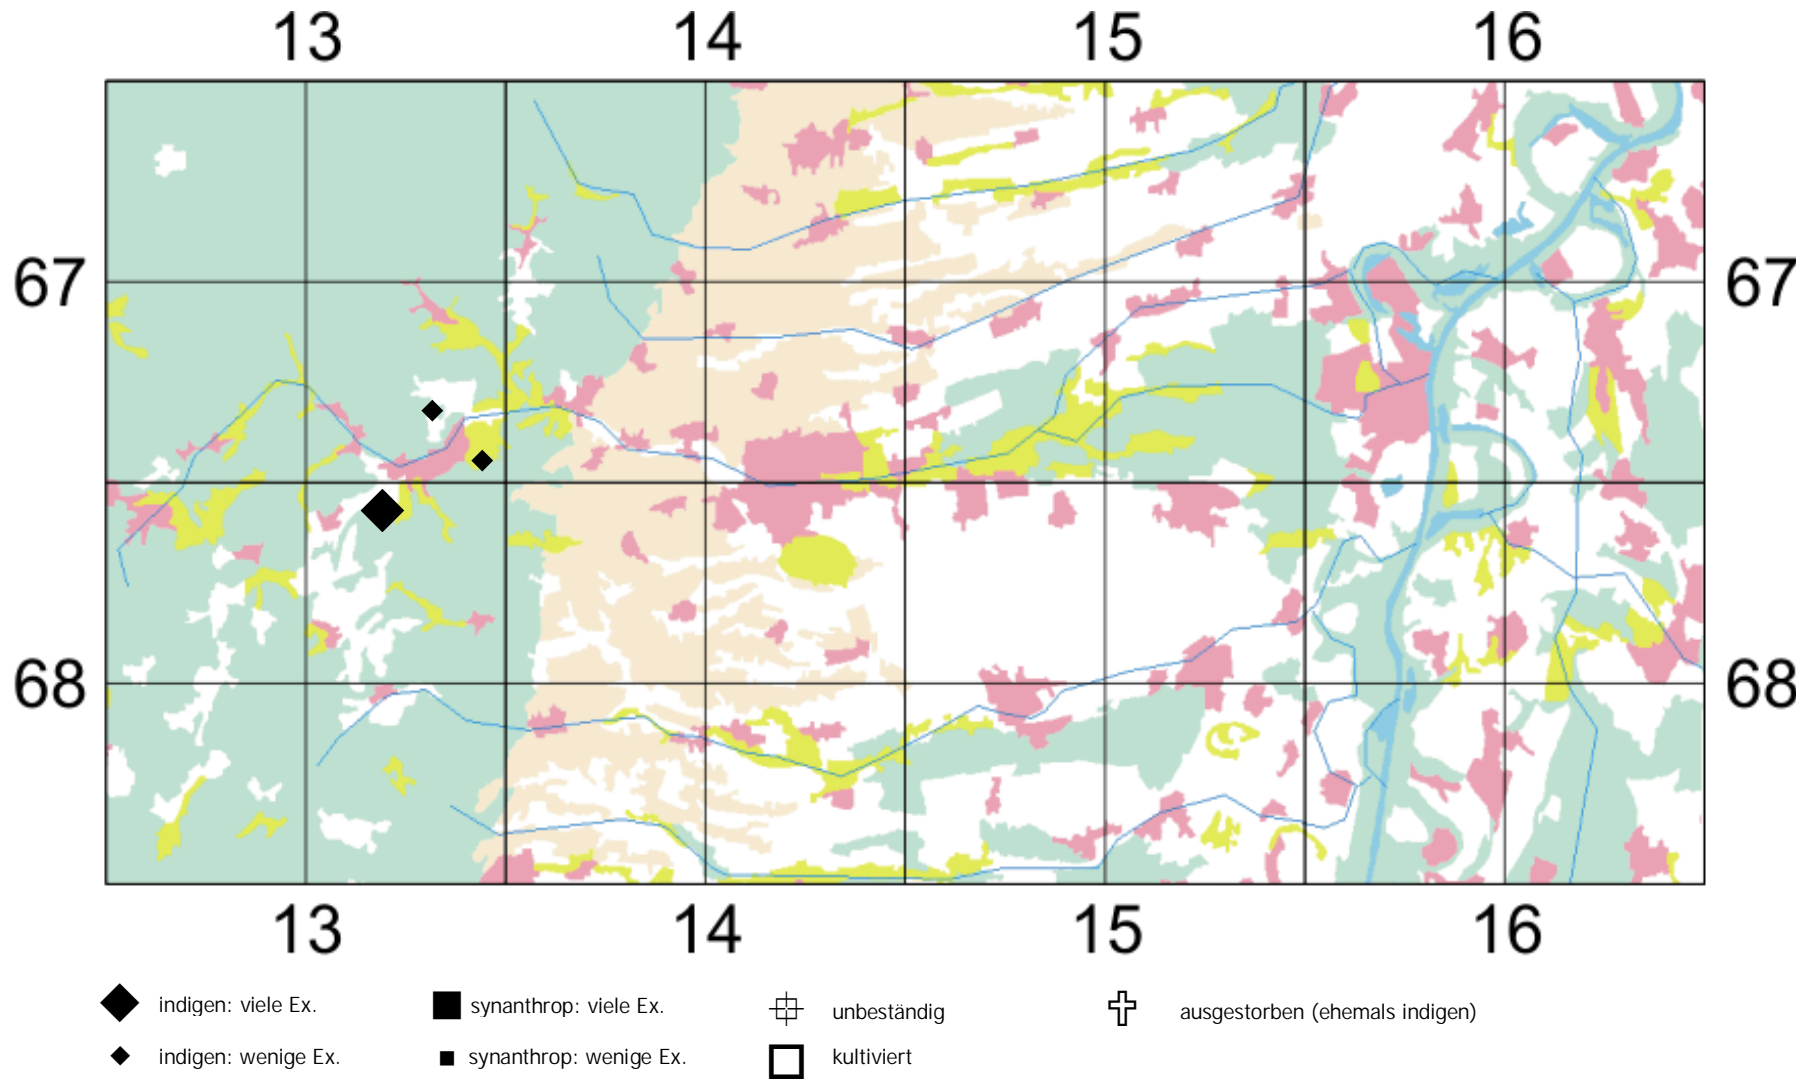 13 14 15 16
67 67
68 68
13 14 15 16
indigen: viele Ex. synanthrop: viele Ex. unbeständig ausgestorben (ehemals indigen)
indigen: wenige Ex. synanthrop: wenige Ex. kultiviert